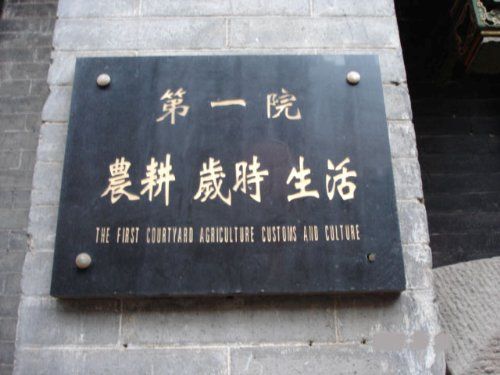 第一院
農耕 歲時 生活
THE FIRST COURTYARD AGRICULTURE CUSTOMS AND CULTURE